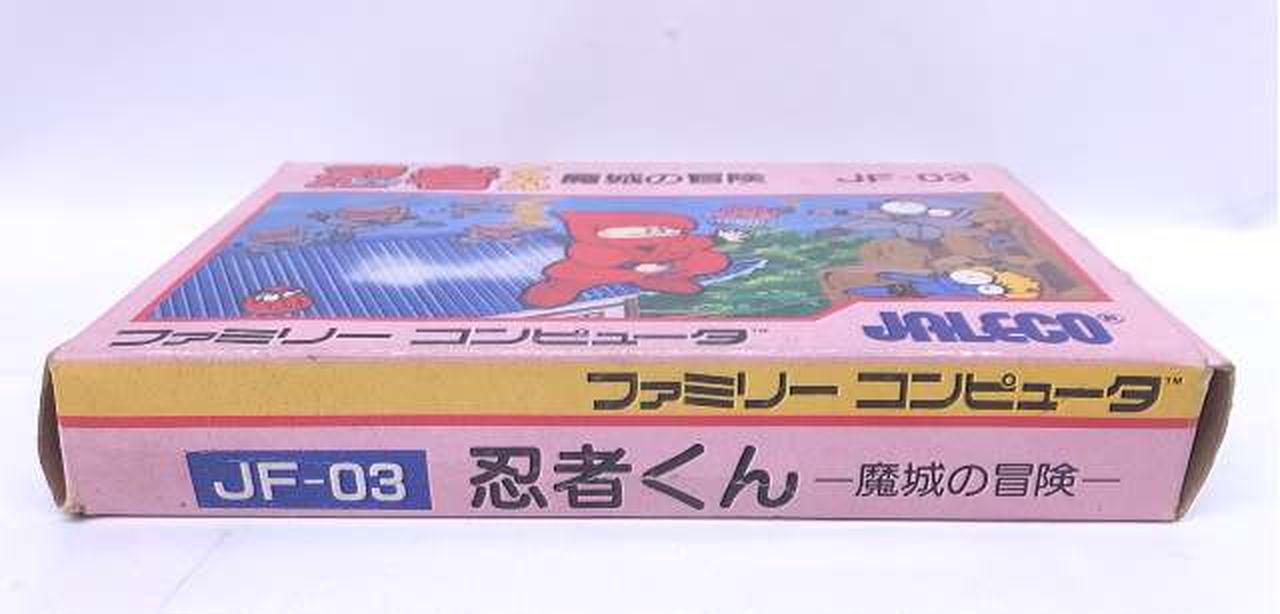 忍者くん 魔城の冒険 JF-03
ファミリー コンピュータ™ JALECO®
ファミリー コンピュータ™
JF-03 忍者くん —魔城の冒険—